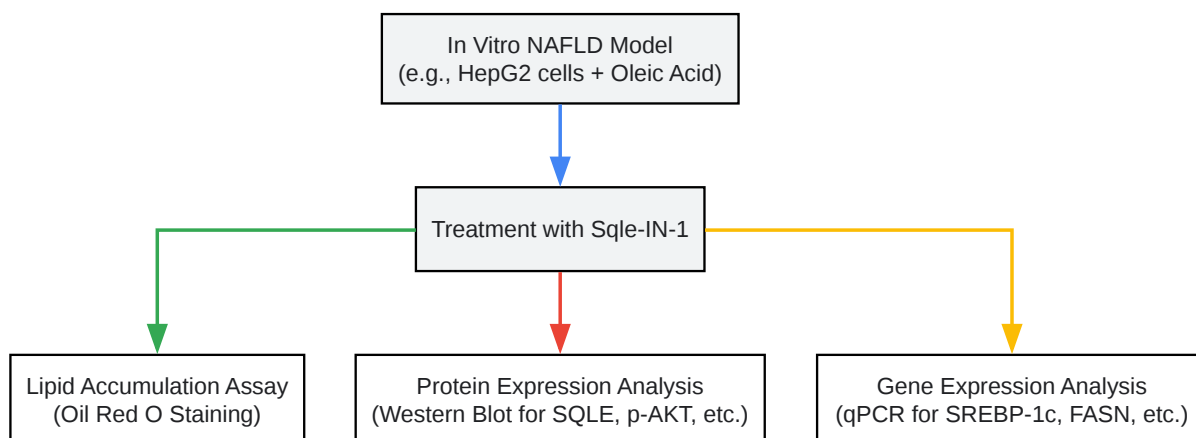 In Vitro NAFLD Model
(e.g., HepG2 cells + Oleic Acid)
Treatment with Sqle-IN-1
Lipid Accumulation Assay
(Oil Red O Staining)
Protein Expression Analysis
(Western Blot for SQLE, p-AKT, etc.)
Gene Expression Analysis
(qPCR for SREBP-1c, FASN, etc.)